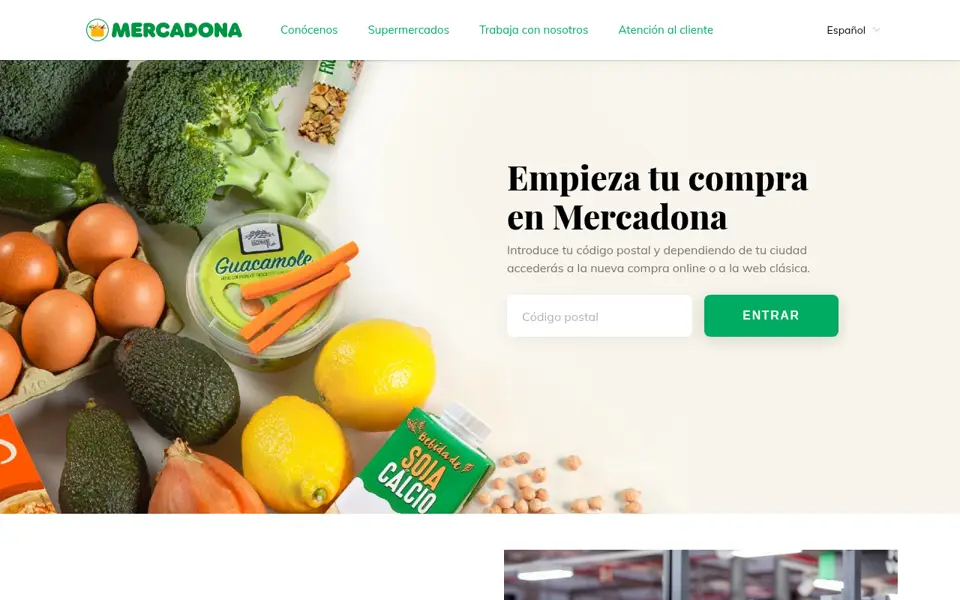 MERCADONA
Conócenos
Supermercados
Trabaja con nosotros
Atención al cliente
Español
Empieza tu compra
en Mercadona
Introduce tu código postal y dependiendo de tu ciudad
accederás a la nueva compra online o a la web clásica.
Código postal
ENTRAR
Guacamole
Bebida de
SOJA
CALCIO